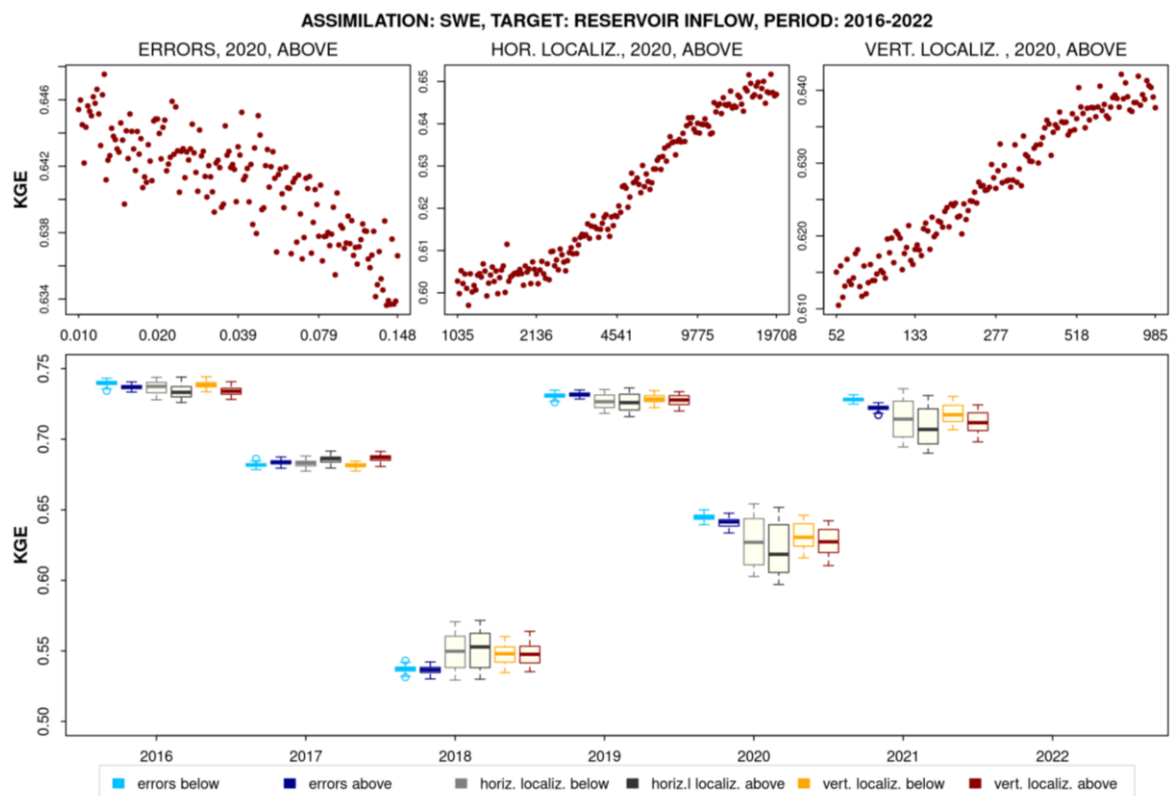 ASSIMILATION: SWE, TARGET: RESERVOIR INFLOW, PERIOD: 2016-2022
ERRORS, 2020, ABOVE
HOR. LOCALIZ., 2020, ABOVE
VERT. LOCALIZ. , 2020, ABOVE
KGE
0.646
0.642
0.638
0.634
0.010 0.020 0.039 0.079 0.148
0.65
0.64
0.63
0.62
0.61
0.60
1035 2136 4541 9775 19708
0.640
0.630
0.620
0.610
52 133 277 518 985
KGE
0.75
0.70
0.65
0.60
0.55
0.50
2016 2017 2018 2019 2020 2021 2022
errors below errors above horiz. localiz. below horiz.l localiz. above vert. localiz. below vert. localiz. above